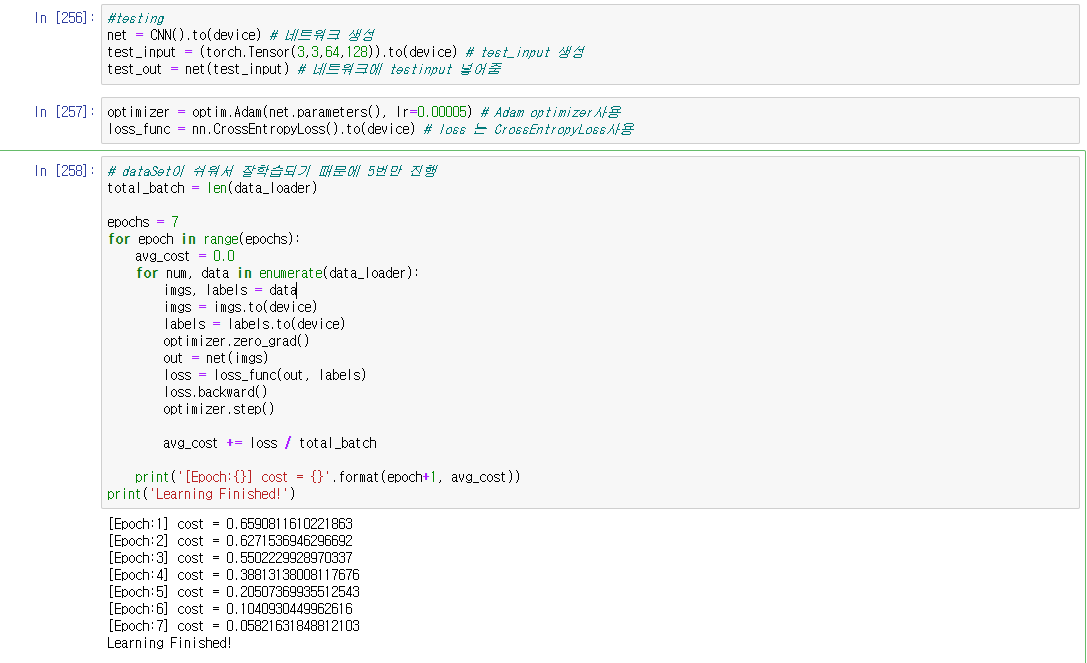 In [256]: #testing
net = CNN().to(device) # 네트워크 생성
test_input = (torch.Tensor(3,3,64,128)).to(device) # test_input 생성
test_out = net(test_input) # 네트워크에 testinput 넣어줌
In [257]: optimizer = optim.Adam(net.parameters(), lr=0.00005) # Adam optimizer사용
loss_func = nn.CrossEntropyLoss().to(device) # loss 는 CrossEntropyLoss사용
In [258]: # dataSet이 쉬워서 잘학습되기 때문에 5번만 진행
total_batch = len(data_loader)
epochs = 7
for epoch in range(epochs):
    avg_cost = 0.0
    for num, data in enumerate(data_loader):
        imgs, labels = data
        imgs = imgs.to(device)
        labels = labels.to(device)
        optimizer.zero_grad()
        out = net(imgs)
        loss = loss_func(out, labels)
        loss.backward()
        optimizer.step()
        avg_cost += loss / total_batch
    print('[Epoch:{}] cost = {}'.format(epoch+1, avg_cost))
print('Learning Finished!')
[Epoch:1] cost = 0.6590811610221863
[Epoch:2] cost = 0.6271536946296692
[Epoch:3] cost = 0.5502229928970337
[Epoch:4] cost = 0.38813138008117676
[Epoch:5] cost = 0.20507369935512543
[Epoch:6] cost = 0.1040930449962616
[Epoch:7] cost = 0.05821631848812103
Learning Finished!